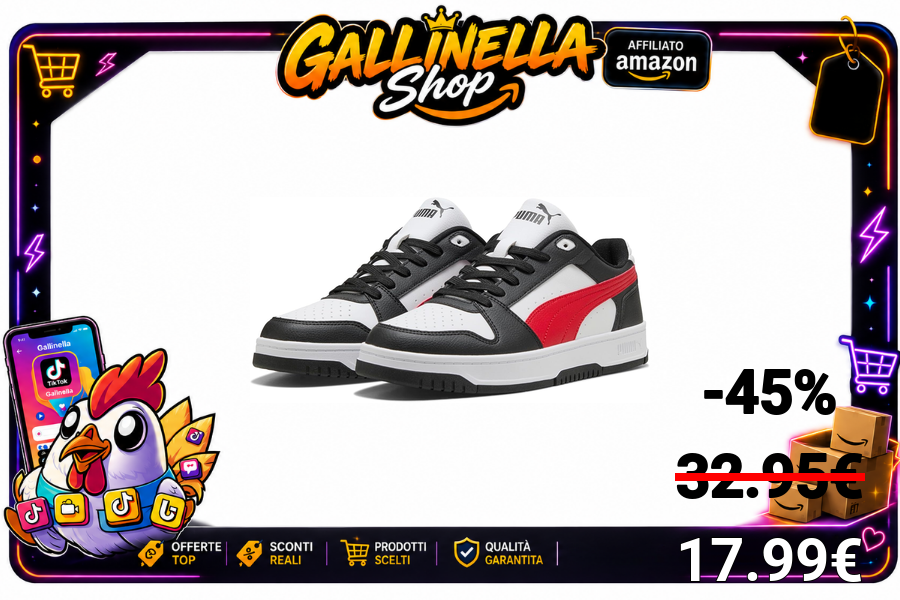 GALLINELLA
Shop
AFFILIATO
amazon
PUMA
PUMA
Gallinella
TikTok
Gallinella
-45%
32.95€
17.99€
OFFERTE
TOP
SCONTI
REALI
PRODOTTI
SCELTI
QUALITÀ
GARANTITA